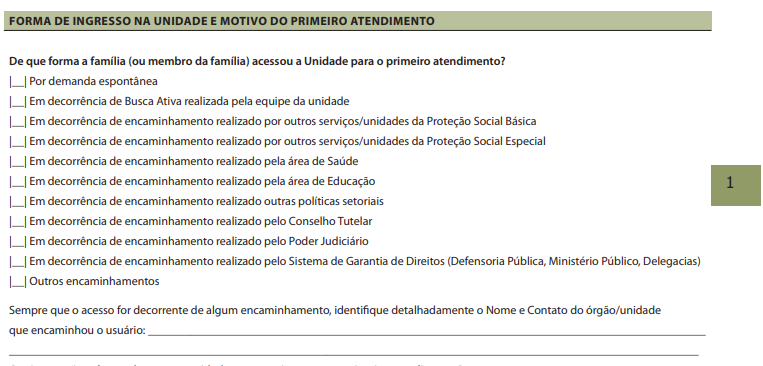 FORMA DE INGRESSO NA UNIDADE E MOTIVO DO PRIMEIRO ATENDIMENTO
De que forma a família (ou membro da família) acessou a Unidade para o primeiro atendimento?
|__| Por demanda espontânea
|__| Em decorrência de Busca Ativa realizada pela equipe da unidade
|__| Em decorrência de encaminhamento realizado por outros serviços/unidades da Proteção Social Básica
|__| Em decorrência de encaminhamento realizado por outros serviços/unidades da Proteção Social Especial
|__| Em decorrência de encaminhamento realizado pela área de Saúde
|__| Em decorrência de encaminhamento realizado pela área de Educação
|__| Em decorrência de encaminhamento realizado outras políticas setoriais
|__| Em decorrência de encaminhamento realizado pelo Conselho Tutelar
|__| Em decorrência de encaminhamento realizado pelo Poder Judiciário
|__| Em decorrência de encaminhamento realizado pelo Sistema de Garantia de Direitos (Defensoria Pública, Ministério Público, Delegacias)
|__| Outros encaminhamentos
Sempre que o acesso for decorrente de algum encaminhamento, identifique detalhadamente o Nome e Contato do órgão/unidade
que encaminhou o usuário:
1